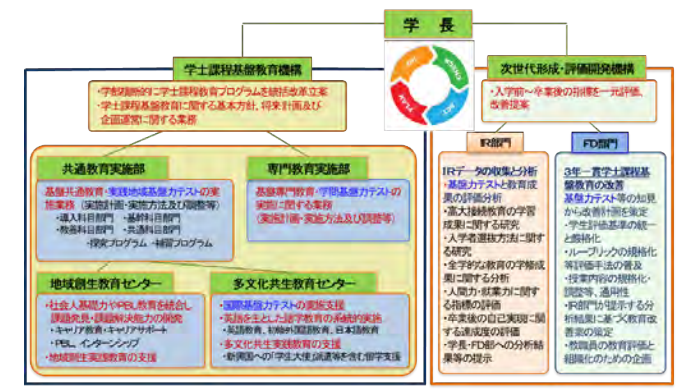 学 長
DO
CHECK
ACT
PLAN
学士課程基盤教育機構
・学部横断的に学士課程教育プログラムを統括改革立案
・学士課程基盤教育に関する基本方針、将来計画及び
企画運営に関する業務
次世代形成・評価開発機構
・入学前～卒業後の指標を一元評価、
改善提案
共通教育実施部
基盤共通教育・実践地域基盤力テストの実
施業務（実施計画・実施方法及び調整等）
・導入科目部門 ・基幹科目部門
・教養科目部門 ・共通科目部門
・探究プログラム ・補習プログラム
専門教育実施部
基盤専門教育・学問基盤力テストの
実施に関する業務
（実施計画・実施方法及び調整等）
地域創生教育センター
・社会人基礎力やPBL教育を統合し
課題発見・課題解決能力の開発
・キャリア教育・キャリアサポート
・PBL、インターンシップ
・地域創生実践教育の支援
多文化共生教育センター
・国際基盤力テストの実施支援
・英語を主とした語学教育の系統的実施
・英語教育、初修外国語教育、日本語教育
・多文化共生実践教育の支援
・新興国への「学生大使」派遣等を含む留学支援
IR部門
IRデータの収集と分析
・基盤力テストと教育成
果の評価分析
・高大接続教育の学習
成果に関する研究
・入学者選抜方法に関す
る研究
・全学的な教育の学修成
果に関する分析
・人間力・就業力に関す
る指標の評価
・卒業後の自己実現に関
する達成度の評価
・学長・FD部への分析結
果等の提示
FD部門
3年一貫学士課程基
盤教育の改善
・基盤力テスト等の知見
から改善計画を策定
・学生評価基準の統一
と厳格化
・ルーブリックの規格化
等評価手法の普及
・授業内容の規格化・
調整等、適用性
・IR部門が提示する分
析結果に基づく教育改
善案の策定
・教職員の教育評価と
組織化のための企画